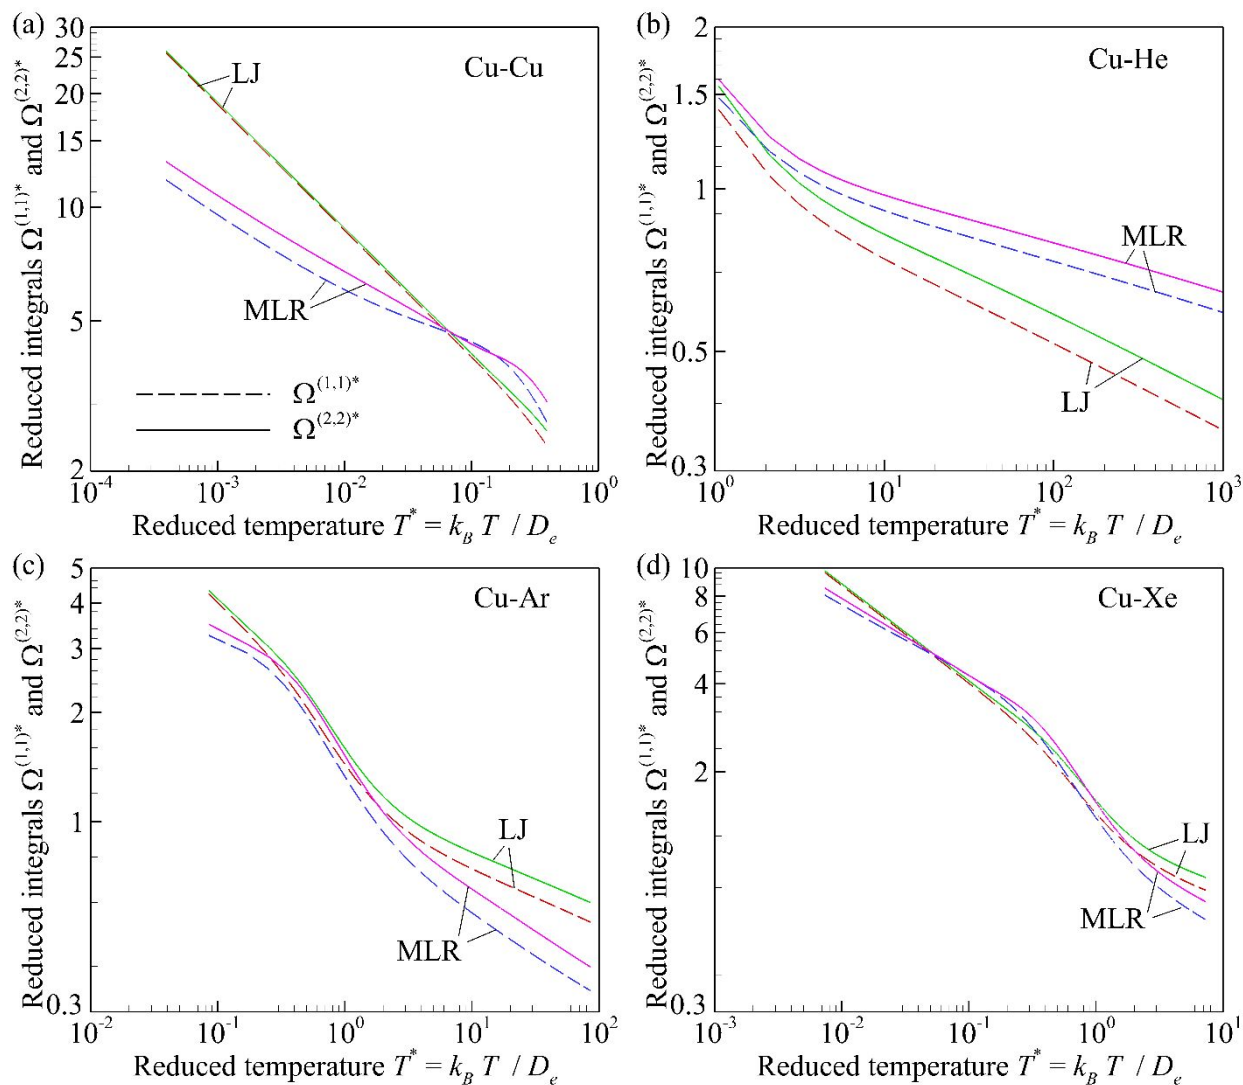 (a)
Reduced integrals Ω(1,1)* and Ω(2,2)*
30
25
20
15
10
5
2
LJ
Cu-Cu
MLR
Ω(1,1)*
Ω(2,2)*
10-4 10-3 10-2 10-1 100
Reduced temperature T* = kB T / De
(b)
Reduced integrals Ω(1,1)* and Ω(2,2)*
2
1.5
1
0.5
0.3
Cu-He
MLR
LJ
100 101 102 103
Reduced temperature T* = kB T / De
(c)
Reduced integrals Ω(1,1)* and Ω(2,2)*
5
4
3
2
1
0.3
Cu-Ar
LJ
MLR
10-2 10-1 100 101 102
Reduced temperature T* = kB T / De
(d)
Reduced integrals Ω(1,1)* and Ω(2,2)*
10
8
6
4
2
0.3
Cu-Xe
LJ
MLR
10-3 10-2 10-1 100 101
Reduced temperature T* = kB T / De